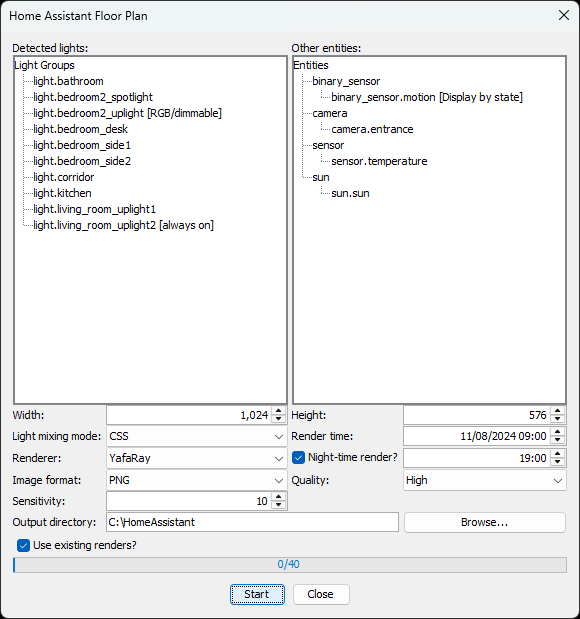 Home Assistant Floor Plan
Detected lights:
Light Groups
light.bathroom
light.bedroom2_spotlight
light.bedroom2_uplight [RGB/dimmable]
light.bedroom_desk
light.bedroom_side1
light.bedroom_side2
light.corridor
light.kitchen
light.living_room_uplight1
light.living_room_uplight2 [always on]
Other entities:
Entities
binary_sensor
binary_sensor.motion [Display by state]
camera
camera.entrance
sensor
sensor.temperature
sun
sun.sun
Width: 1,024 Height: 576
Light mixing mode: CSS Render time: 11/08/2024 09:00
Renderer: YafaRay Night-time render? 19:00
Image format: PNG Quality: High
Sensitivity: 10
Output directory: C:\HomeAssistant Browse...
Use existing renders?
0/40
Start Close